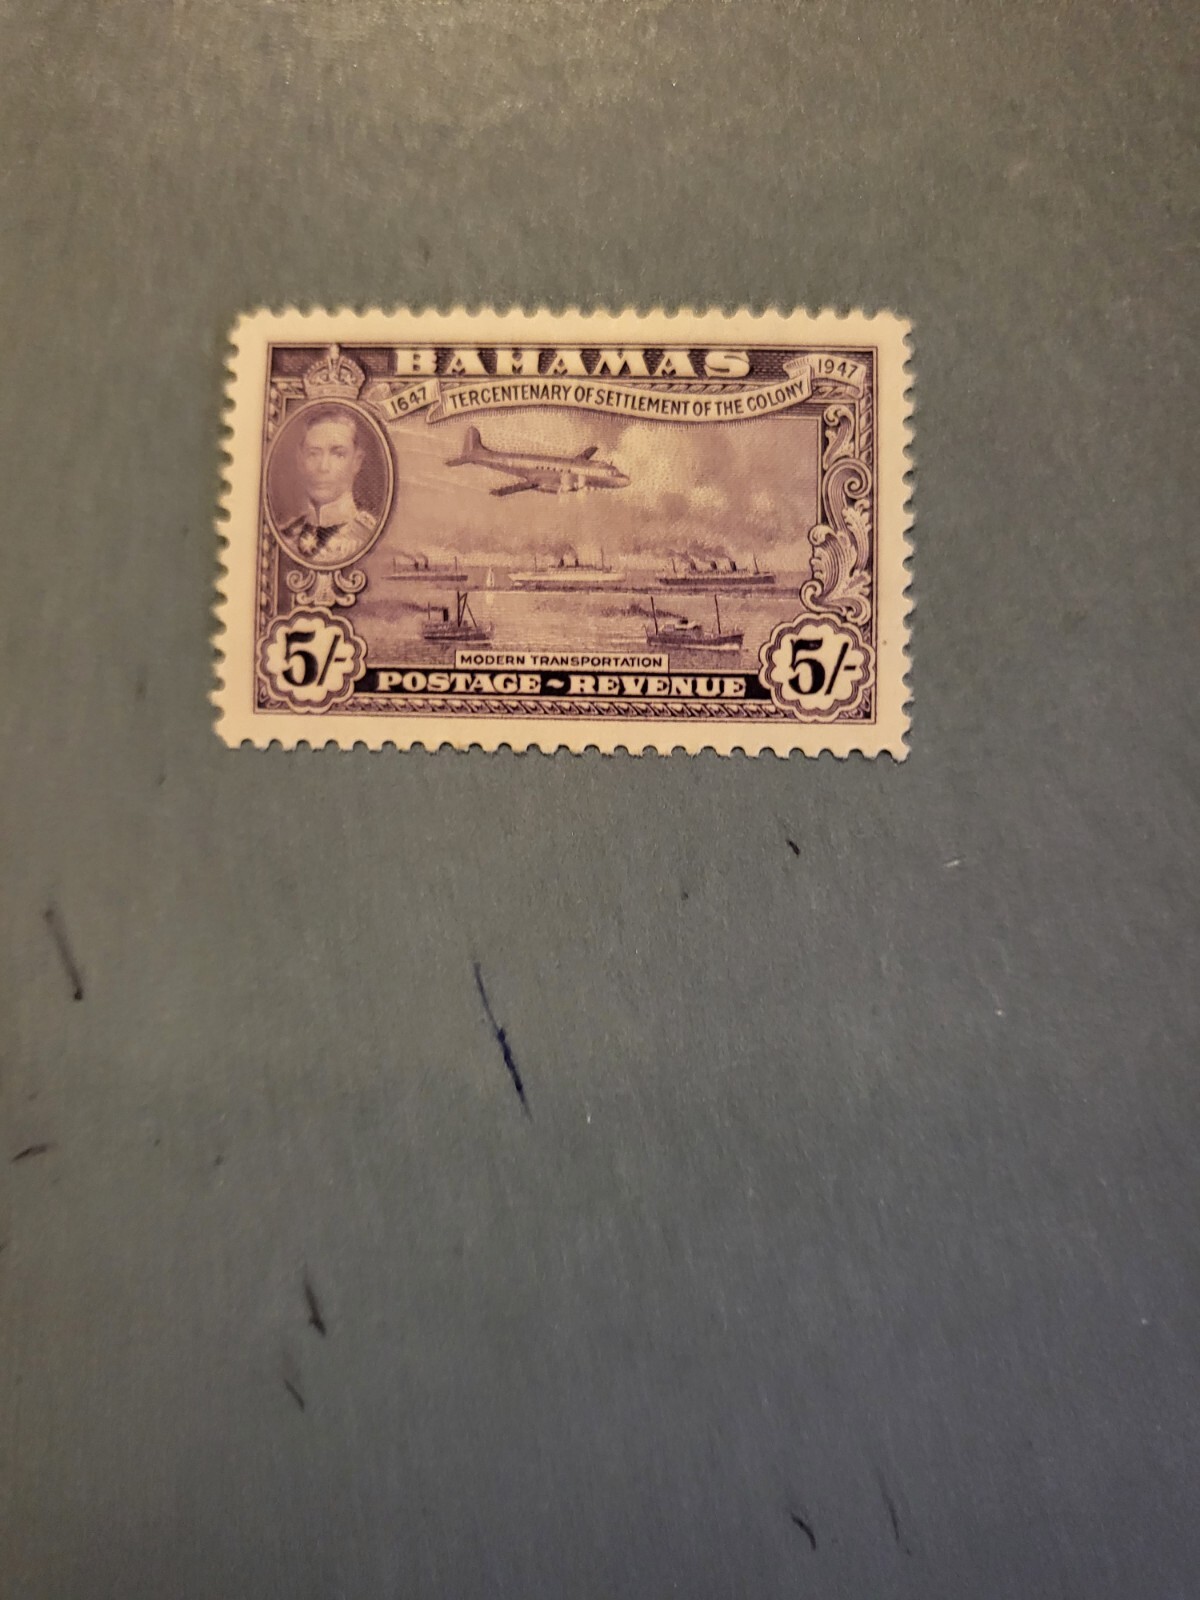 BAHAMAS
1647 TERCENTENARY OF SETTLEMENT OF THE COLONY 1947
MODERN TRANSPORTATION
5/- POSTAGE~REVENUE 5/-